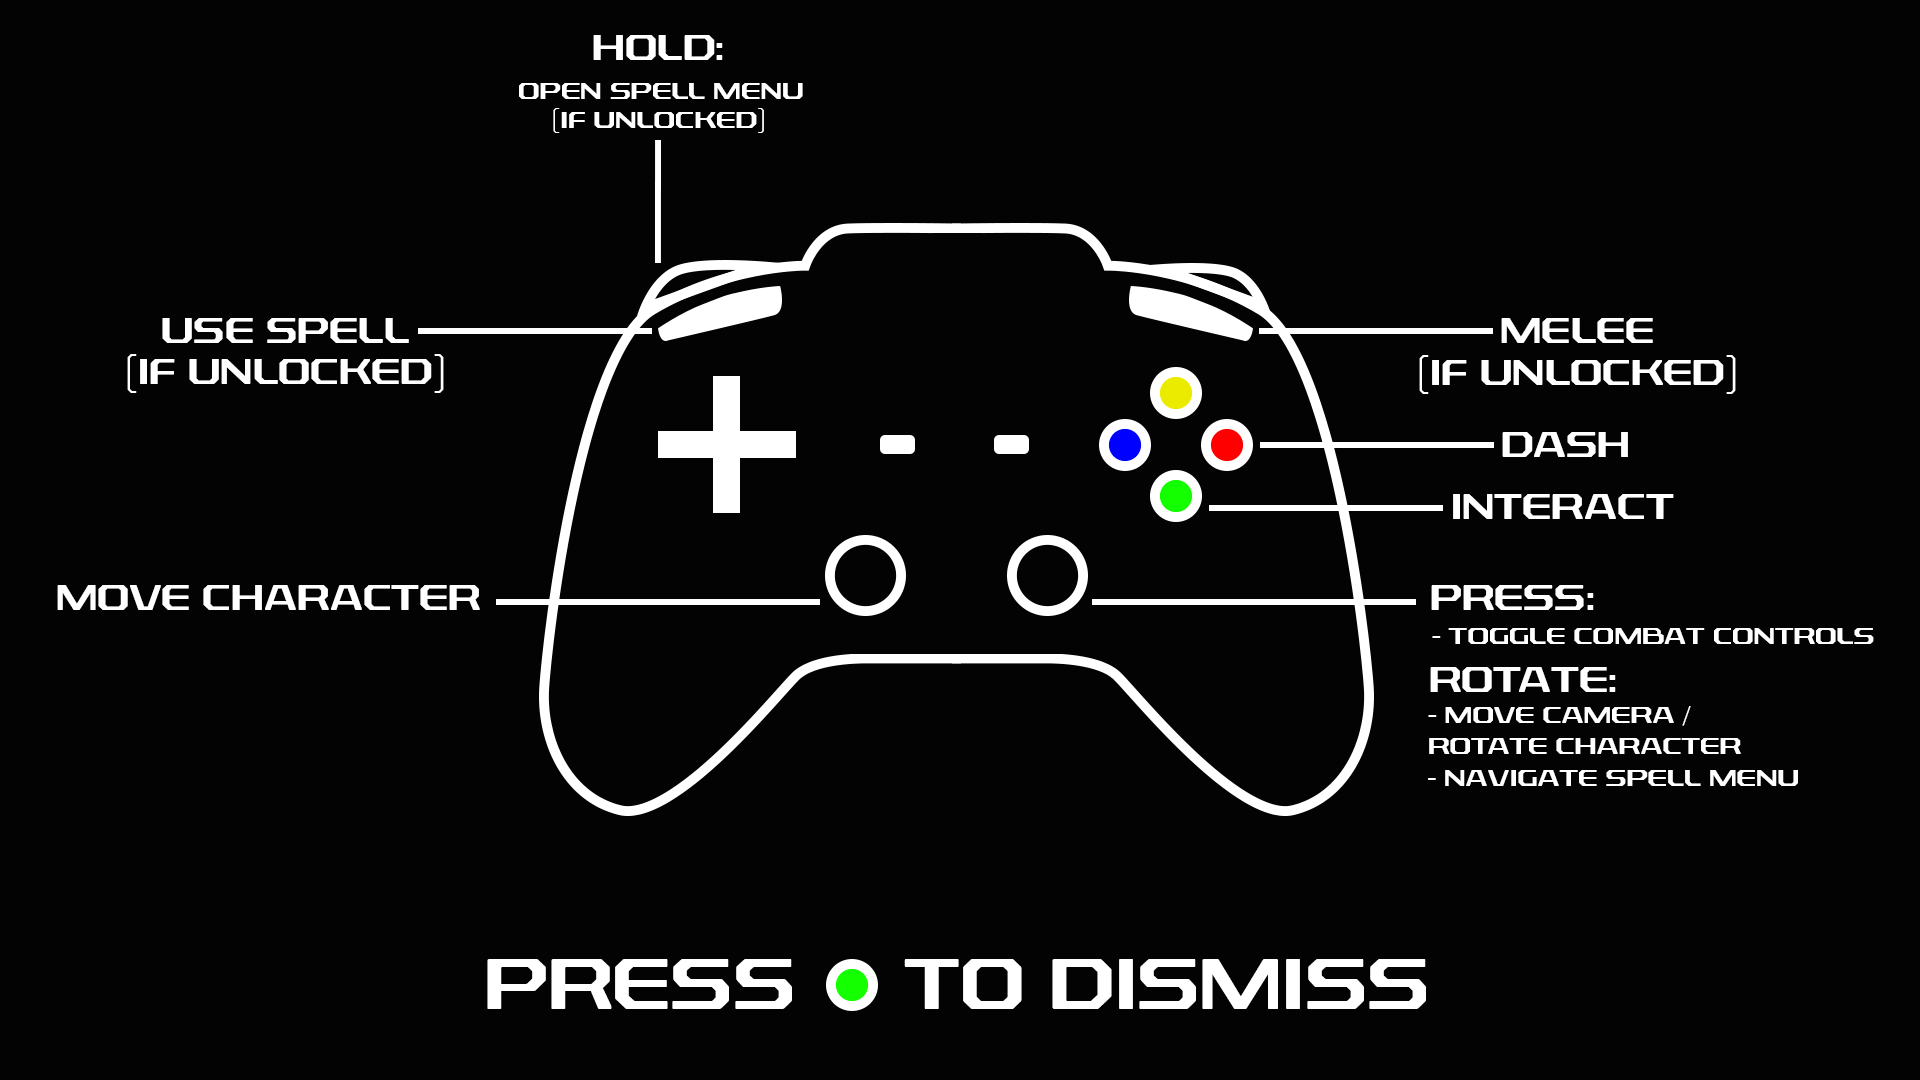 HOLD:
OPEN SPELL MENU
(IF UNLOCKED)
USE SPELL
(IF UNLOCKED)
MELEE
(IF UNLOCKED)
DASH
INTERACT
MOVE CHARACTER
PRESS:
- TOGGLE COMBAT CONTROLS
ROTATE:
- MOVE CAMERA /
ROTATE CHARACTER
- NAVIGATE SPELL MENU
PRESS TO DISMISS